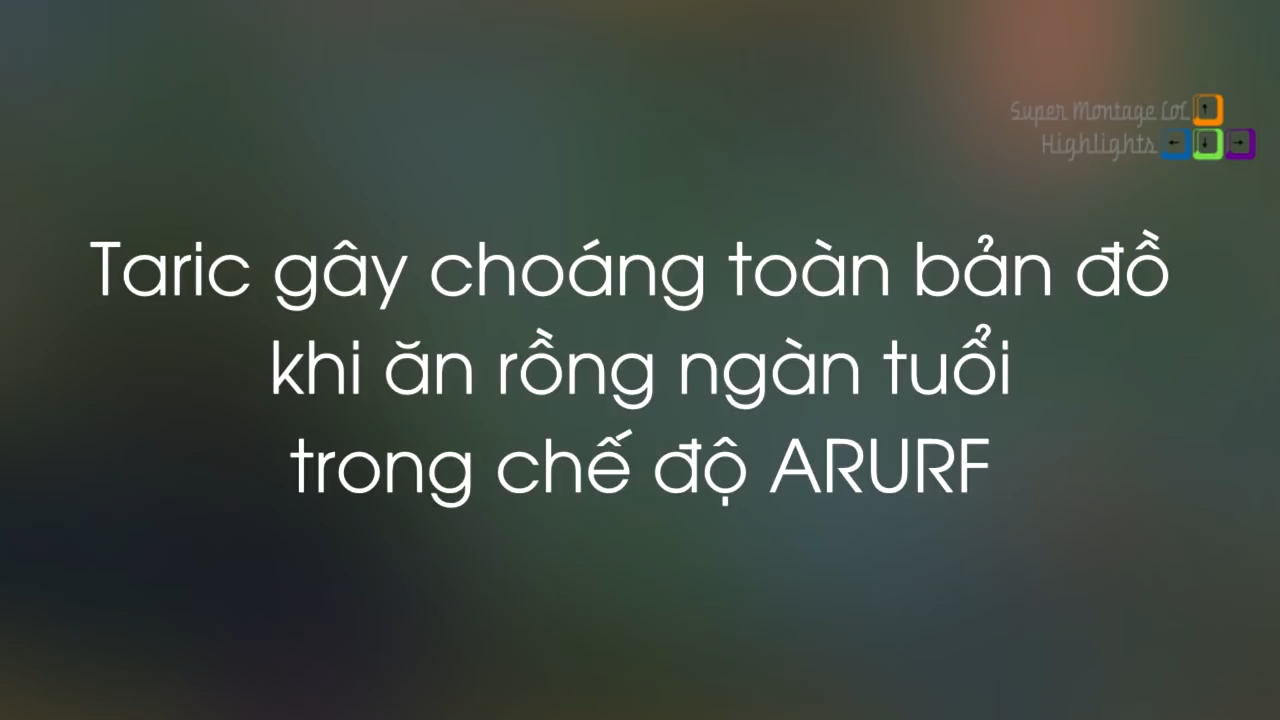 Super Montage LoL
Highlights
Taric gây choáng toàn bản đồ
khi ăn rồng ngàn tuổi
trong chế độ ARURF